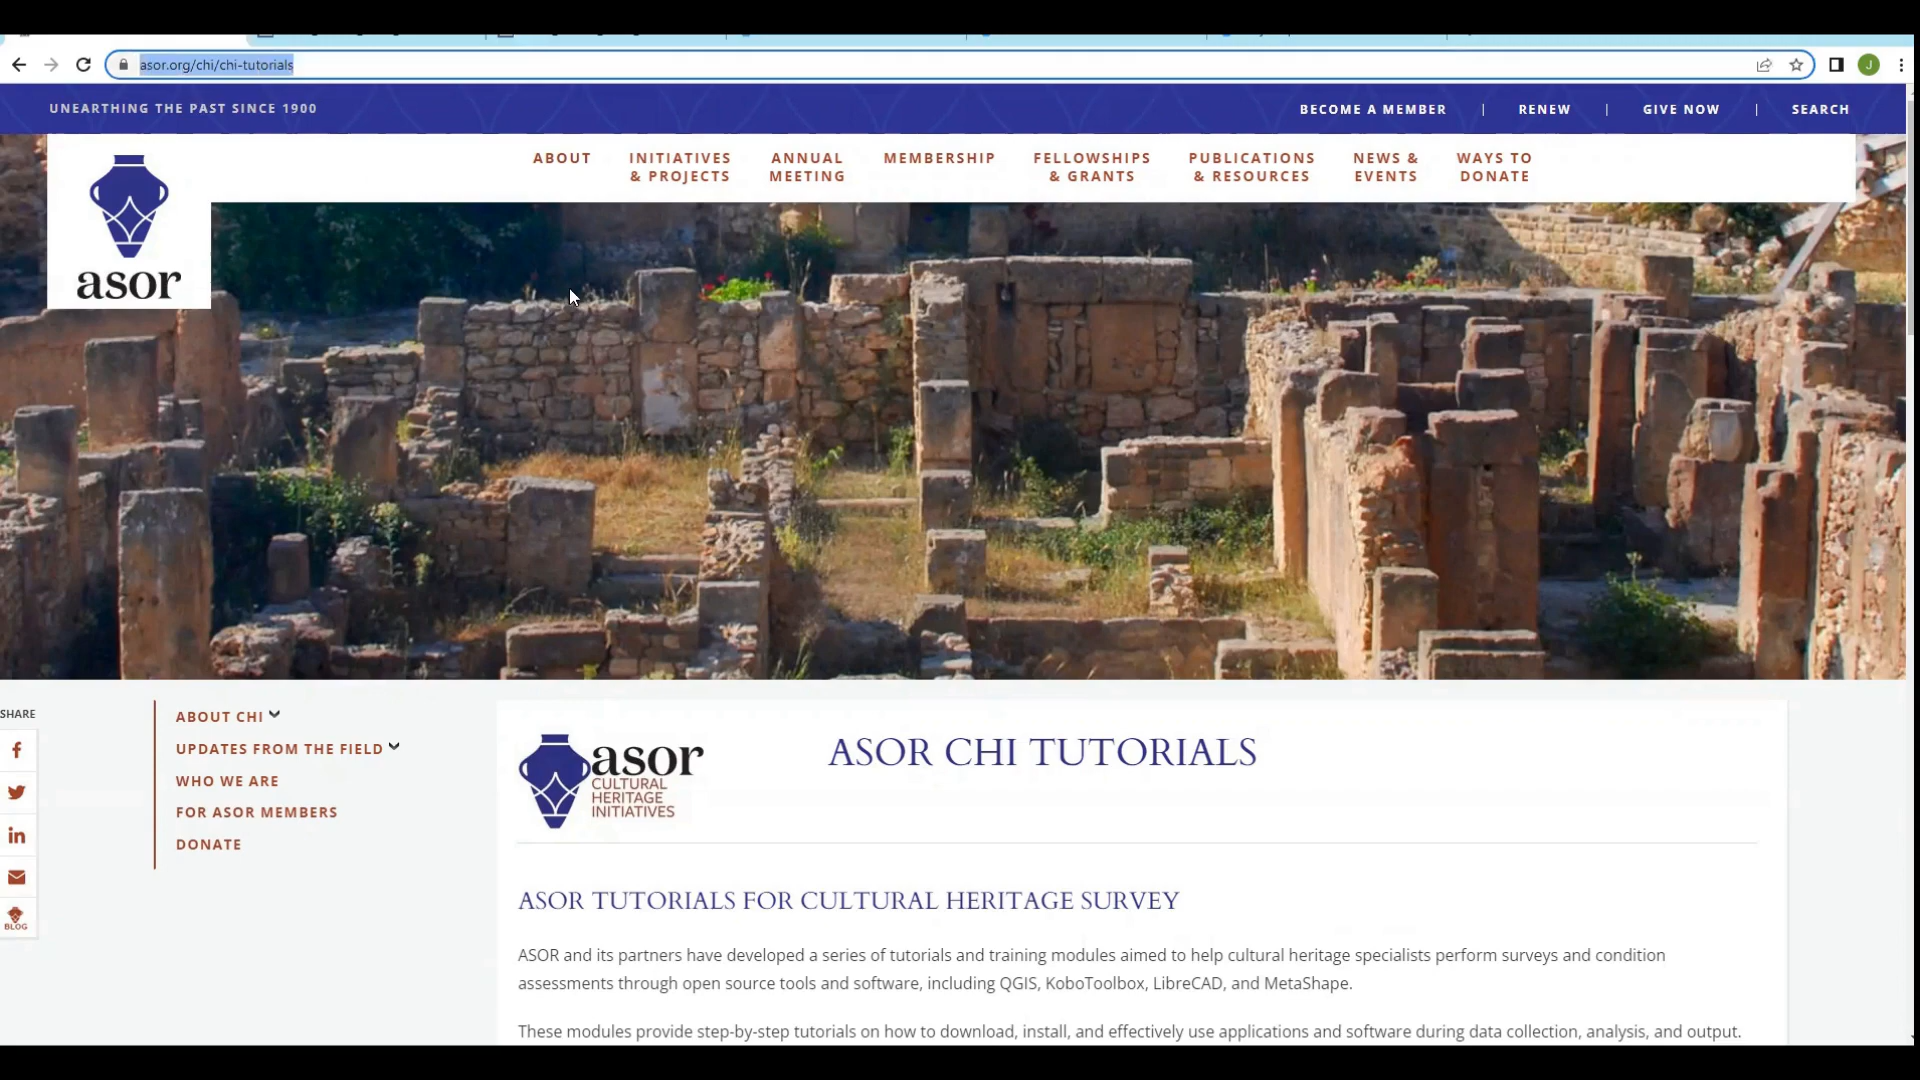 asor.org/chi/chi-tutorials
J
UNEARTHING THE PAST SINCE 1900
BECOME A MEMBER | RENEW | GIVE NOW | SEARCH
ABOUT
INITIATIVES
& PROJECTS
ANNUAL
MEETING
MEMBERSHIP
FELLOWSHIPS
& GRANTS
PUBLICATIONS
& RESOURCES
NEWS &
EVENTS
WAYS TO
DONATE
asor
SHARE
BLOG
ABOUT CHI
UPDATES FROM THE FIELD
WHO WE ARE
FOR ASOR MEMBERS
DONATE
asor
CULTURAL
HERITAGE
INITIATIVES
ASOR CHI TUTORIALS
ASOR TUTORIALS FOR CULTURAL HERITAGE SURVEY
ASOR and its partners have developed a series of tutorials and training modules aimed to help cultural heritage specialists perform surveys and condition
assessments through open source tools and software, including QGIS, KoboToolbox, LibreCAD, and MetaShape.
These modules provide step-by-step tutorials on how to download, install, and effectively use applications and software during data collection, analysis, and output.